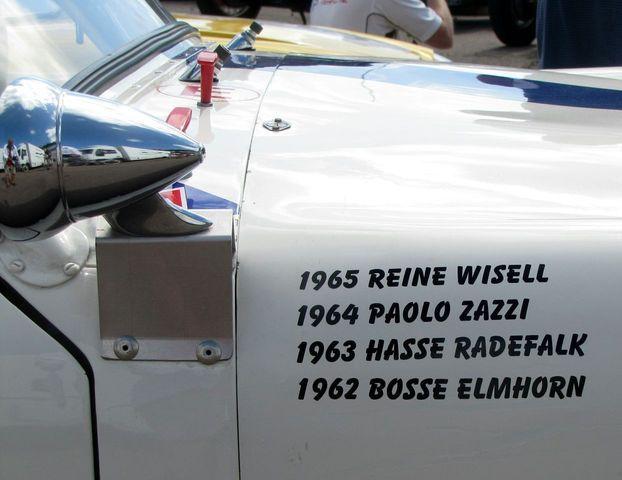 1965 REINE WISELL
1964 PAOLO ZAZZI
1963 HASSE RADEFALK
1962 BOSSE ELMHORN